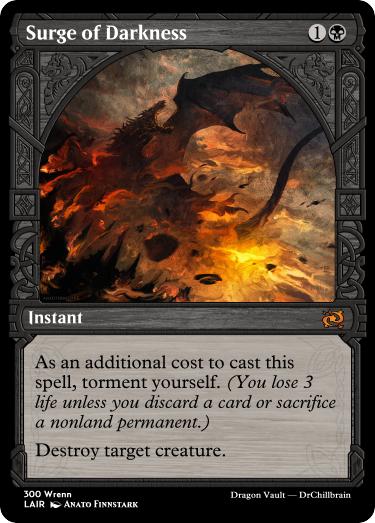 Surge of Darkness 1
Instant
As an additional cost to cast this
spell, torment yourself. (You lose 3
life unless you discard a card or sacrifice
a nonland permanent.)
Destroy target creature.
300 Wrenn
LAIR Anato Finnstark
Dragon Vault — DrChillbrain